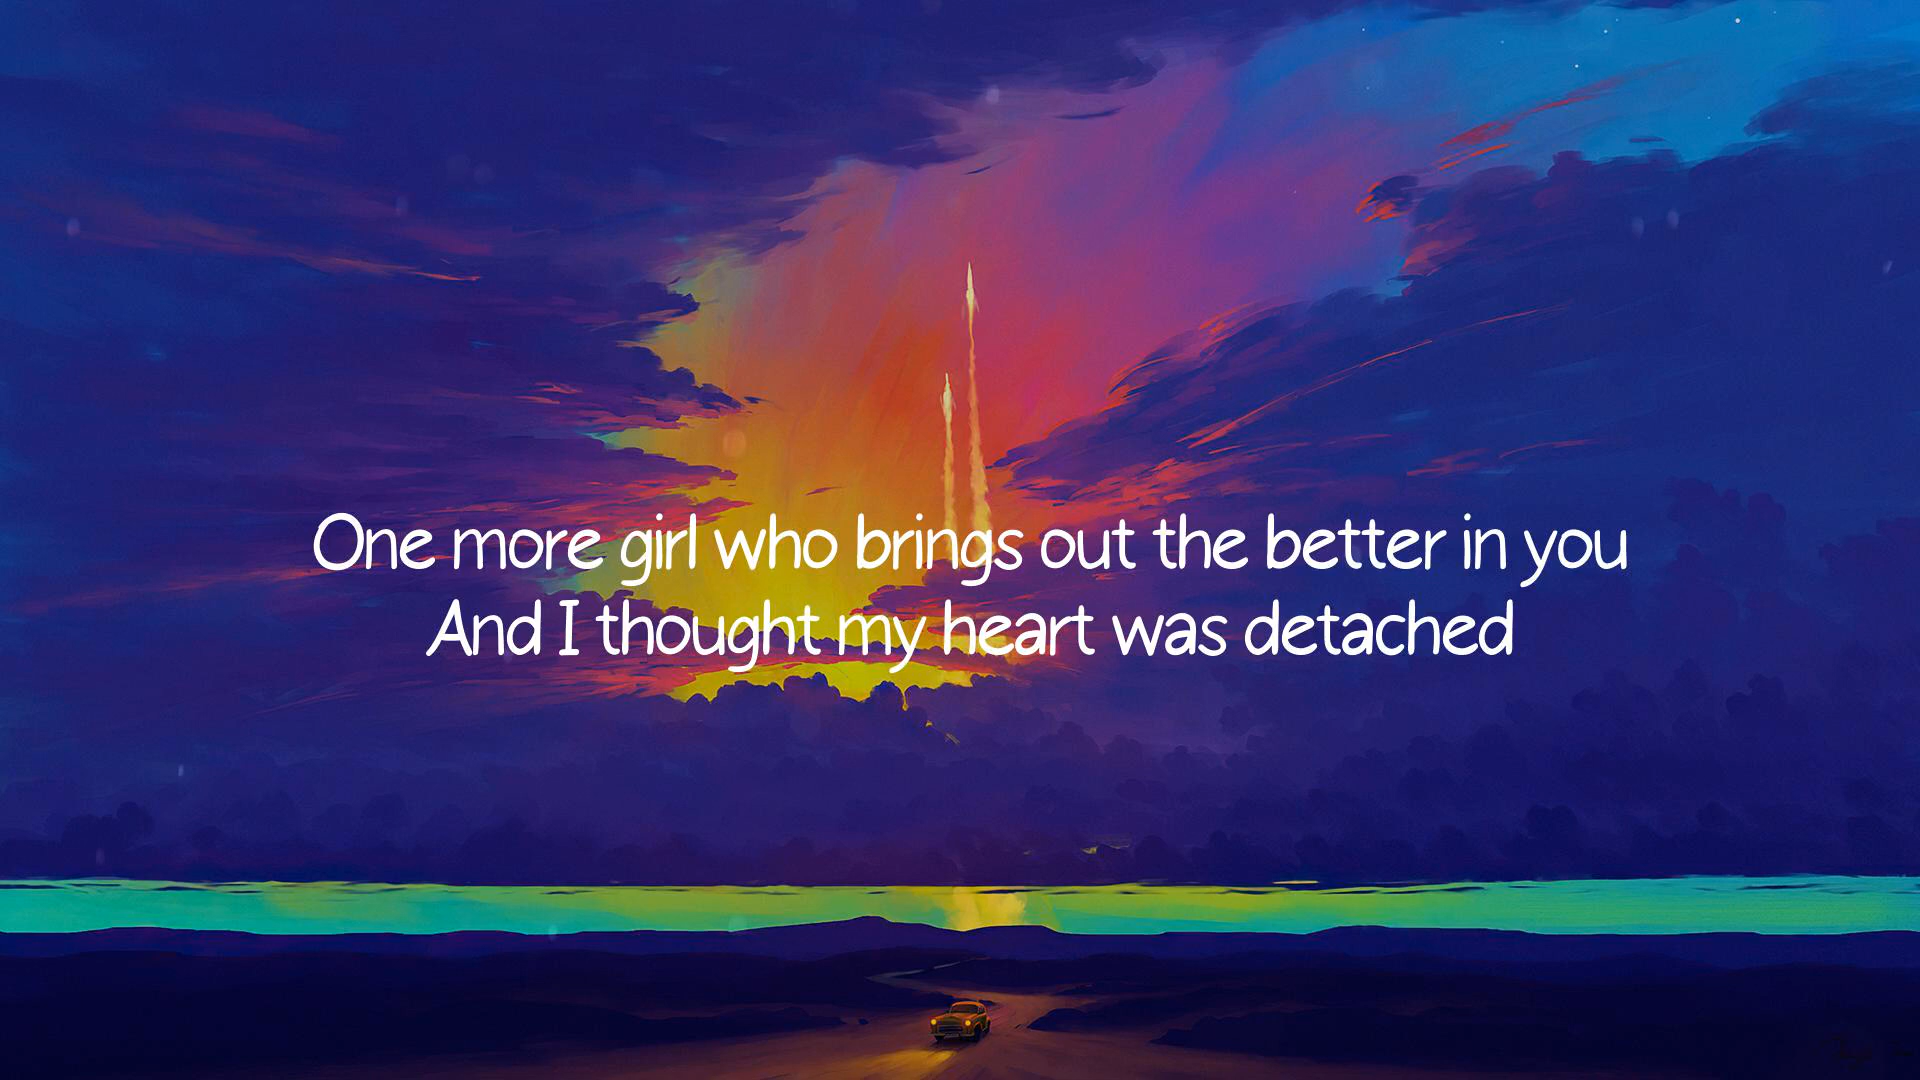 One more girl who brings out the better in you
And I thought my heart was detached